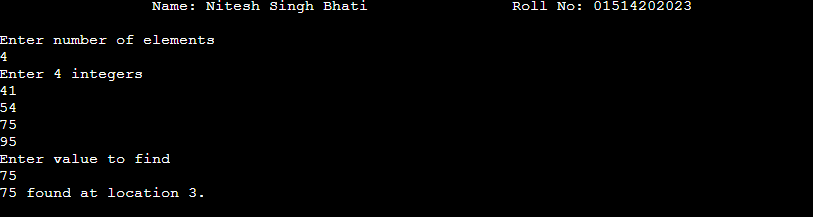 Name: Nitesh Singh Bhati Roll No: 01514202023
Enter number of elements
4
Enter 4 integers
41
54
75
95
Enter value to find
75
75 found at location 3.